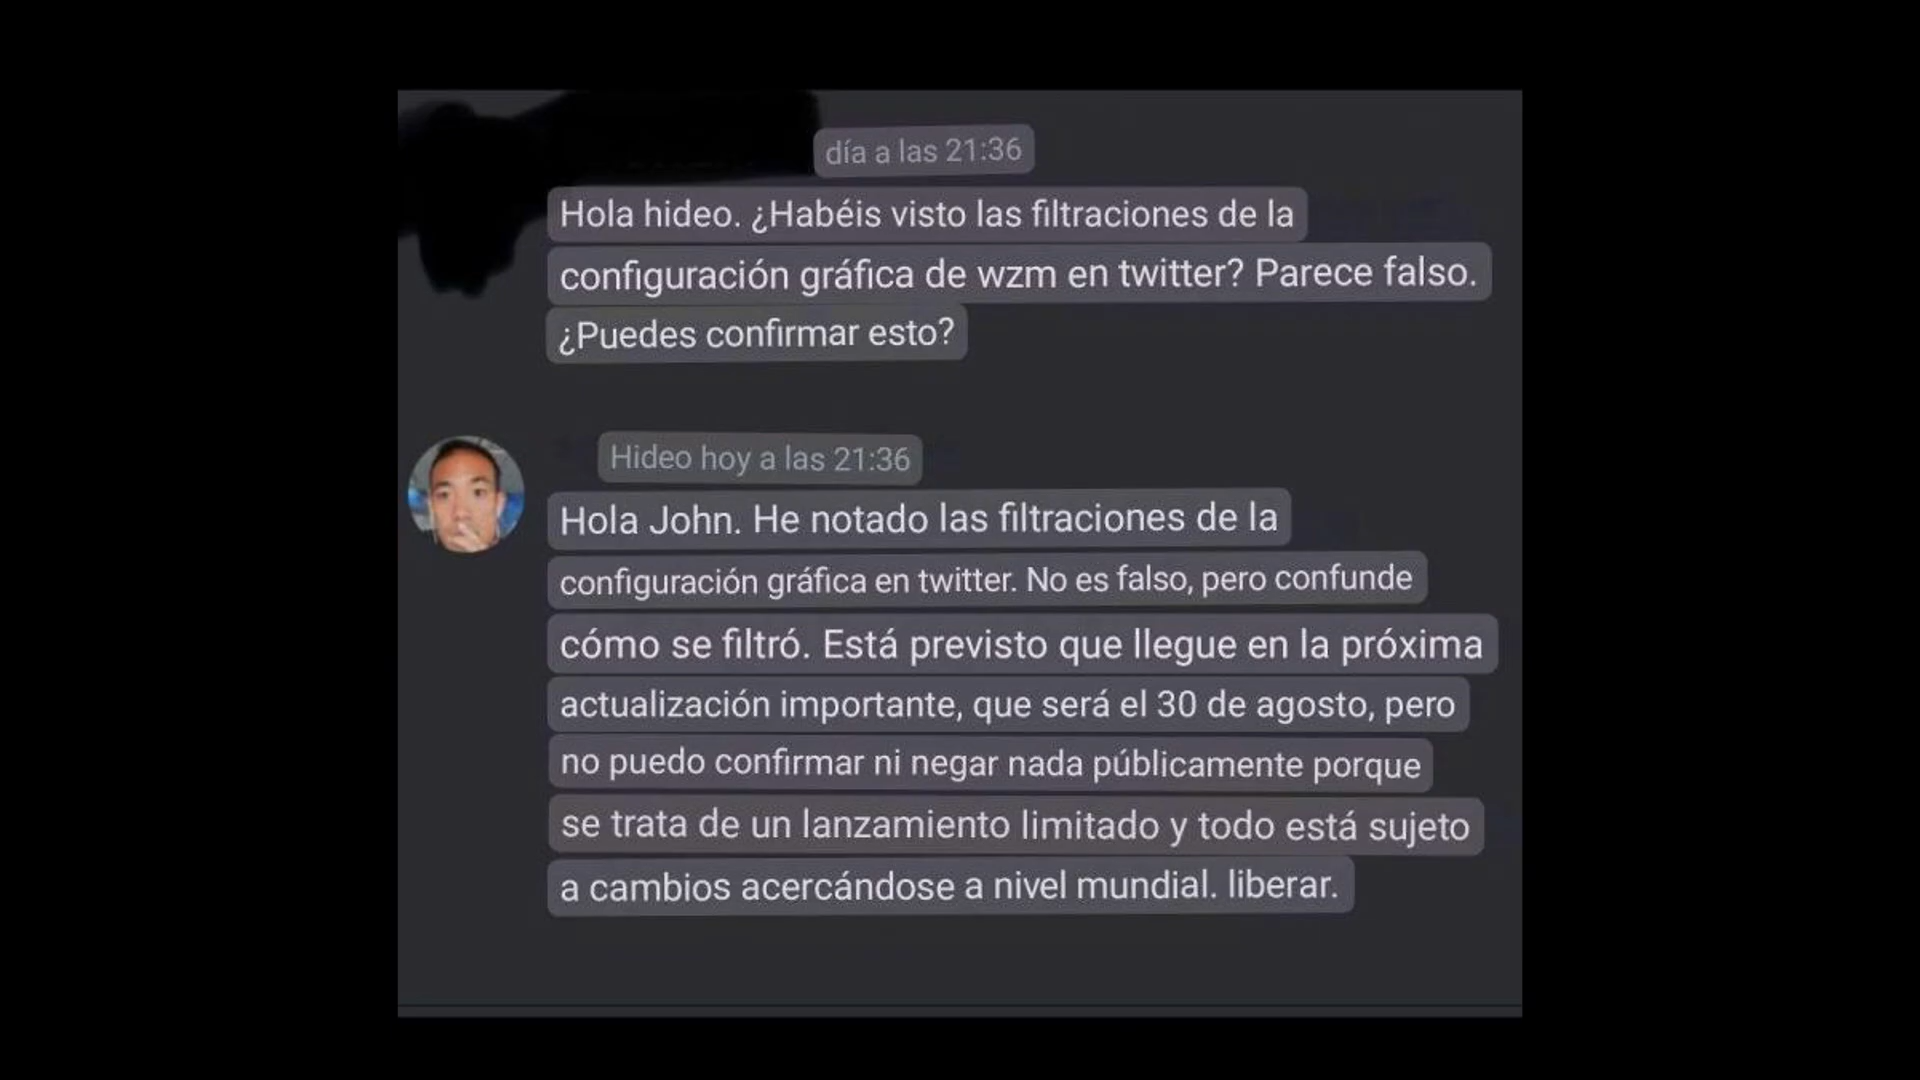 día a las 21:36
Hola hideo. ¿Habéis visto las filtraciones de la
configuración gráfica de wzm en twitter? Parece falso.
¿Puedes confirmar esto?
Hideo hoy a las 21:36
Hola John. He notado las filtraciones de la
configuración gráfica en twitter. No es falso, pero confunde
cómo se filtró. Está previsto que llegue en la próxima
actualización importante, que será el 30 de agosto, pero
no puedo confirmar ni negar nada públicamente porque
se trata de un lanzamiento limitado y todo está sujeto
a cambios acercándose a nivel mundial. liberar.